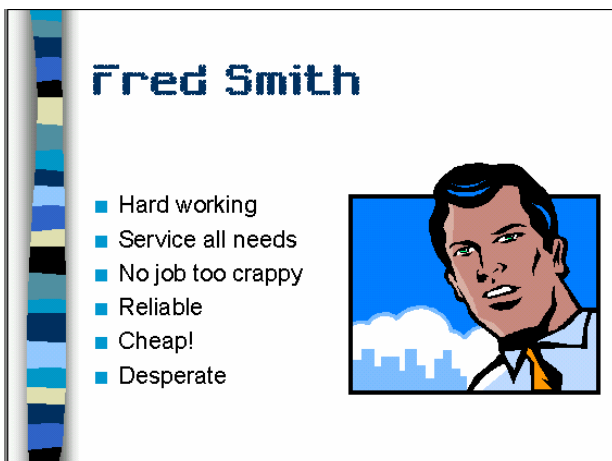 Fred Smith
Hard working
Service all needs
No job too crappy
Reliable
Cheap!
Desperate